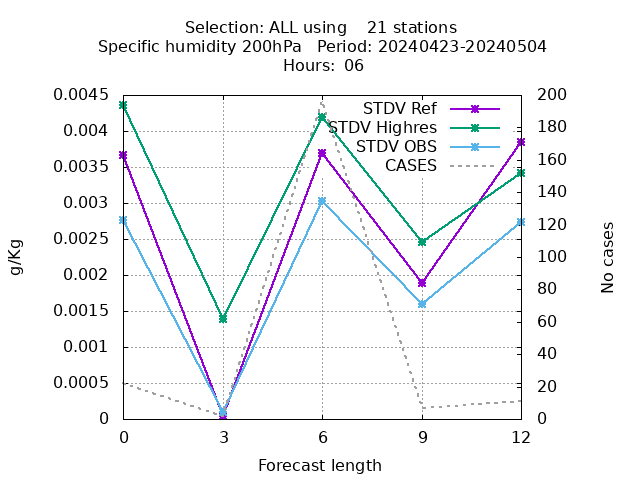 Selection: ALL using    21 stations
Specific humidity 200hPa   Period: 20240423-20240504
Hours:  06
STDV Ref
STDV Highres
STDV OBS
CASES
0.0045
0.004
0.0035
0.003
0.0025
0.002
0.0015
0.001
0.0005
0
200
180
160
140
120
100
80
60
40
20
0
g/Kg
No cases
0 3 6 9 12
Forecast length